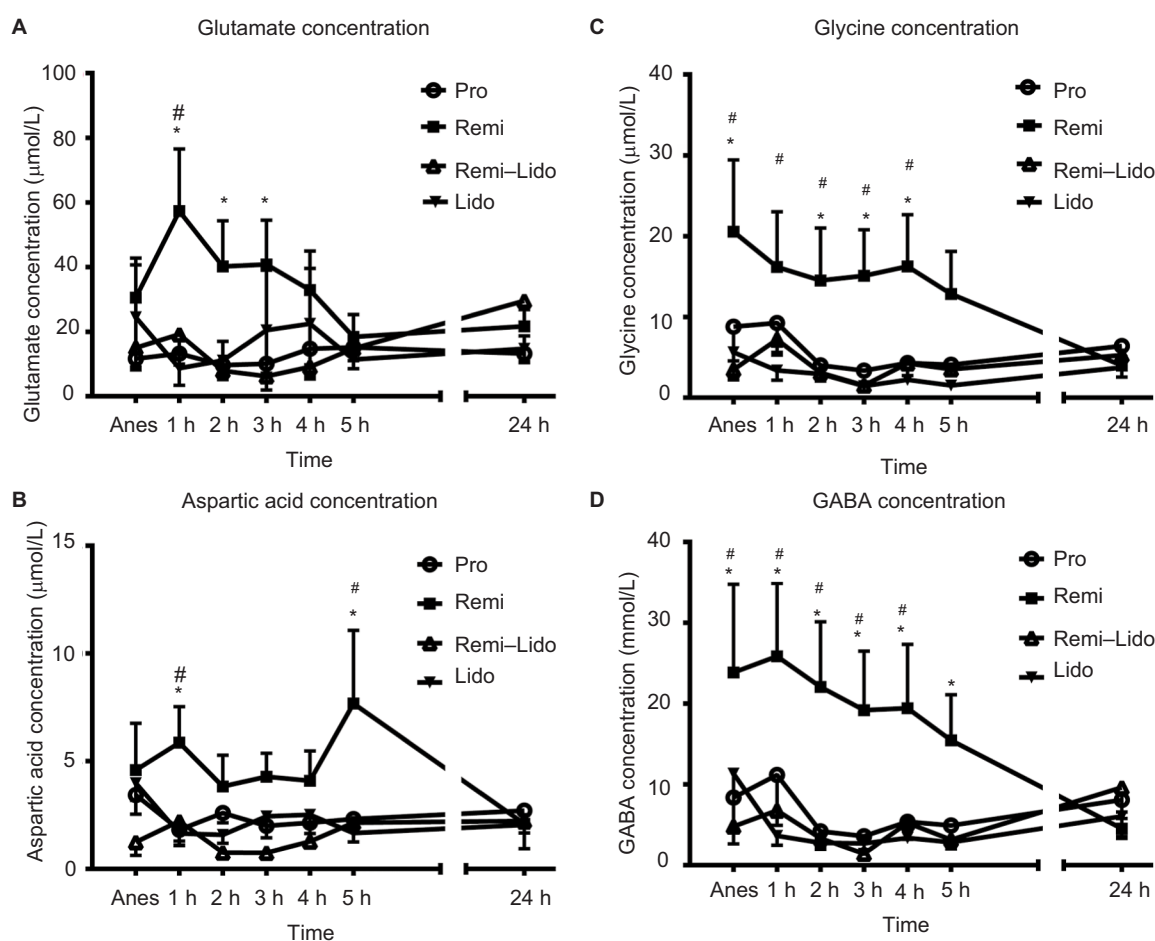 A
Glutamate concentration
Glutamate concentration (μmol/L)
100
80
60
40
20
0
#
*
*
*
Pro
Remi
Remi–Lido
Lido
Anes 1 h 2 h 3 h 4 h 5 h 24 h
Time
B
Aspartic acid concentration
Aspartic acid concentration (μmol/L)
15
10
5
0
#
*
#
*
Pro
Remi
Remi–Lido
Lido
Anes 1 h 2 h 3 h 4 h 5 h 24 h
Time
C
Glycine concentration
Glycine concentration (μmol/L)
40
30
20
10
0
#
*
#
#
*
#
*
#
*
Pro
Remi
Remi–Lido
Lido
Anes 1 h 2 h 3 h 4 h 5 h 24 h
Time
D
GABA concentration
GABA concentration (mmol/L)
40
30
20
10
0
#
*
#
*
#
*
#
*
#
*
*
Pro
Remi
Remi–Lido
Lido
Anes 1 h 2 h 3 h 4 h 5 h 24 h
Time